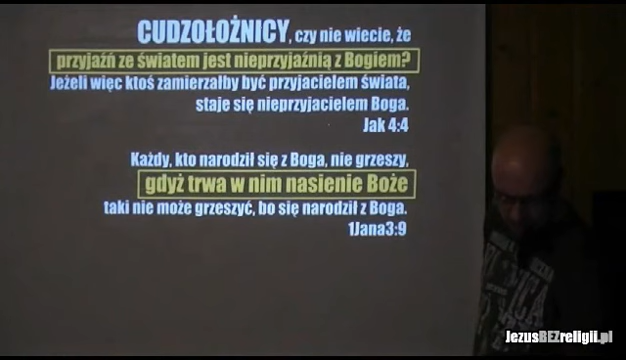 CUDZOŁOŻNICY, czy nie wiecie, że
przyjaźń ze światem jest nieprzyjaźnią z Bogiem?
Jeżeli więc ktoś zamierzałby być przyjacielem świata,
staje się nieprzyjacielem Boga.
Jak 4:4
Każdy, kto narodził się z Boga, nie grzeszy,
gdyż trwa w nim nasienie Boże
taki nie może grzeszyć, bo się narodził z Boga.
1Jana3:9
JezusBEZreligii.pl